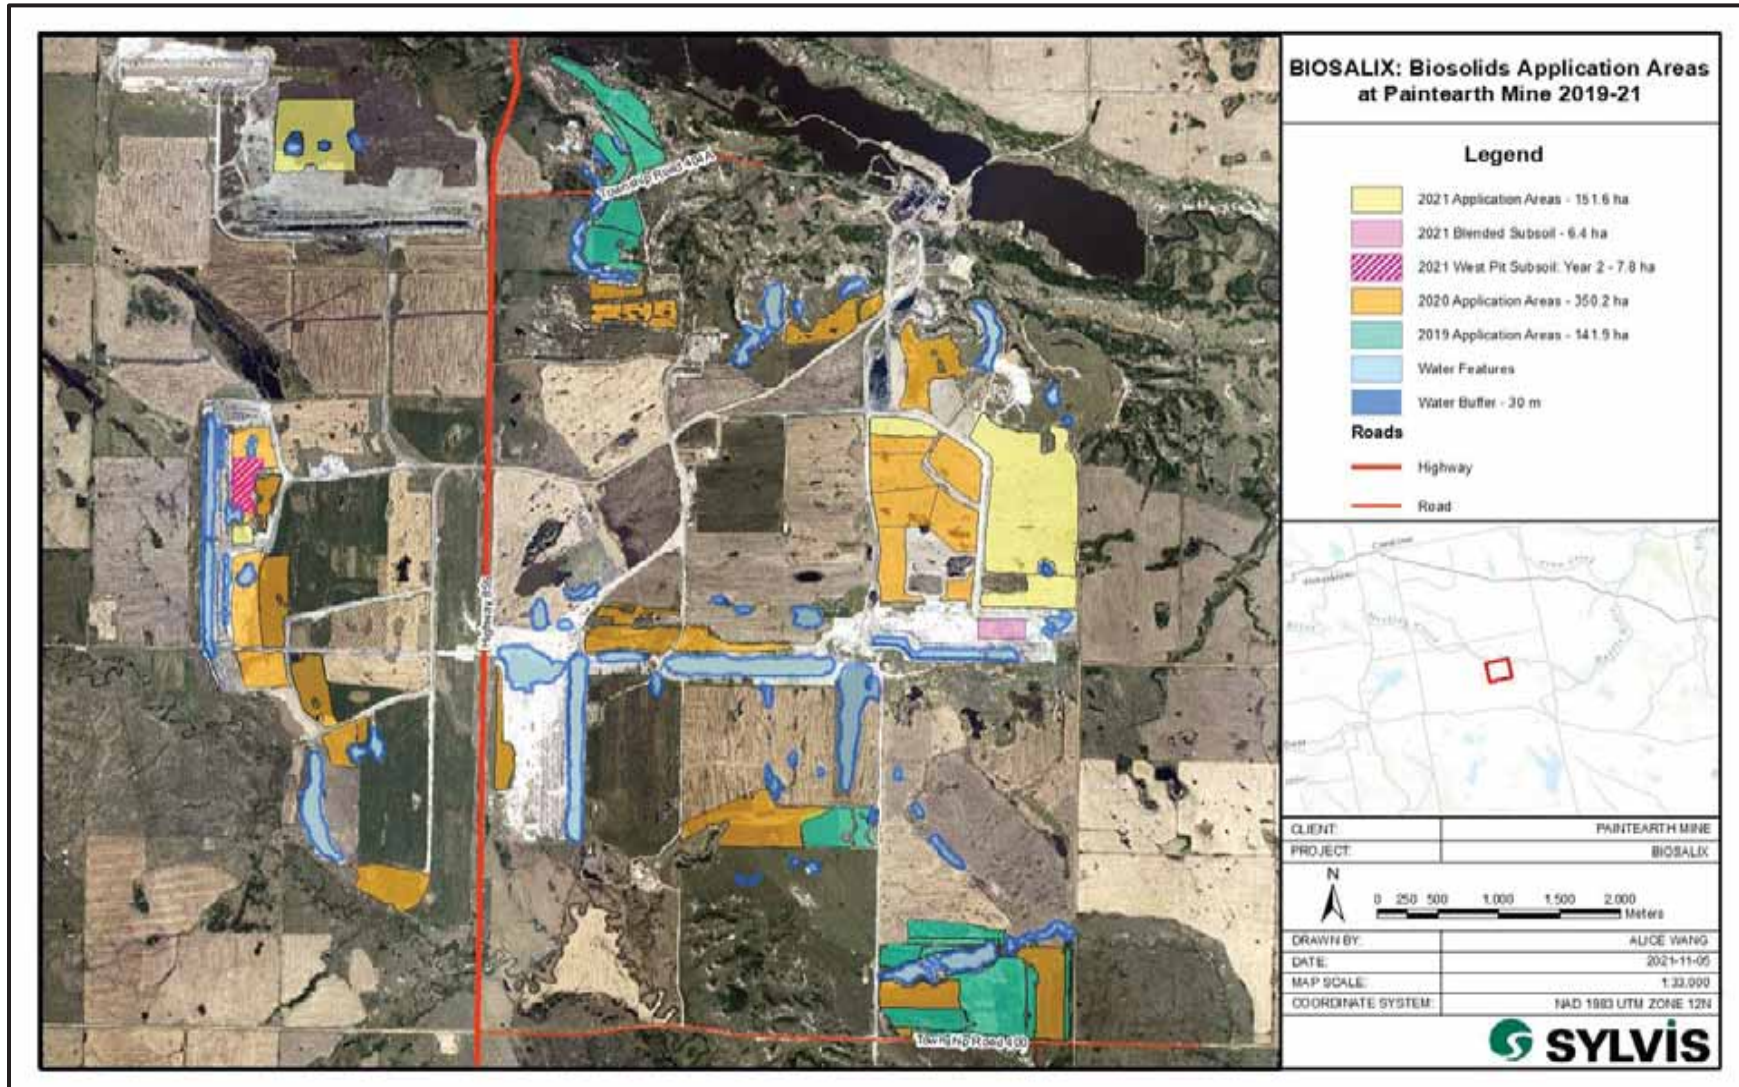 BIOSALIX: Biosolids Application Areas
at Paintearth Mine 2019-21
Legend
2021 Application Areas - 151.6 ha
2021 Blended Subsoil - 6.4 ha
2021 West Pit Subsoil: Year 2 - 7.8 ha
2020 Application Areas - 350.2 ha
2019 Application Areas - 141.9 ha
Water Features
Water Buffer - 30 m
Roads
Highway
Road
Township Road 404A
Township Road 400
CLIENT: PAINTEARTH MINE
PROJECT: BIOSALIX
N
0 250 500 1,000 1,500 2,000
Meters
DRAWN BY: ALICE WANG
DATE: 2021-11-05
MAP SCALE: 1:33,000
COORDINATE SYSTEM: NAD 1983 UTM ZONE 12N
SYLVIS